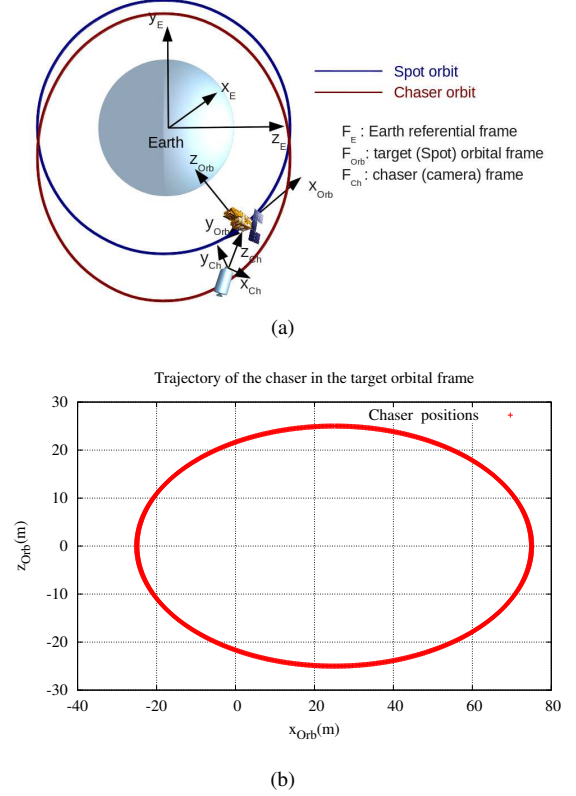 y_E
x_E
Earth
z_E
z_Orb
x_Orb
y_Orb
y_Ch
z_Ch
x_Ch
Spot orbit
Chaser orbit
F_E : Earth referential frame
F_Orb: target (Spot) orbital frame
F_Ch: chaser (camera) frame
(a)
Trajectory of the chaser in the target orbital frame
Chaser positions
30
20
10
0
-10
-20
-30
z_Orb(m)
-40 -20 0 20 40 60 80
x_Orb(m)
(b)